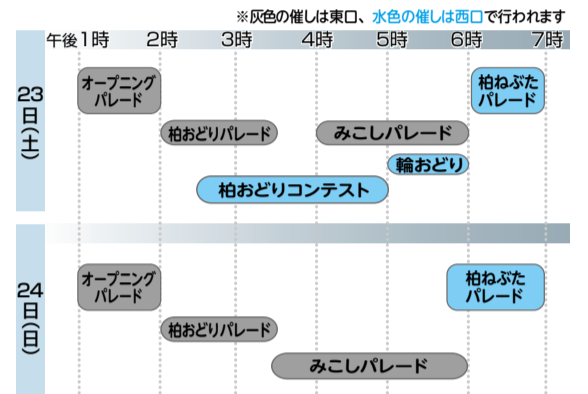 ※灰色の催しは東口、水色の催しは西口で行われます
午後1時 2時 3時 4時 5時 6時 7時
23日(土)
オープニング
パレード
柏ねぶた
パレード
柏おどりパレード
みこしパレード
輪おどり
柏おどりコンテスト
24日(日)
オープニング
パレード
柏ねぶた
パレード
柏おどりパレード
みこしパレード